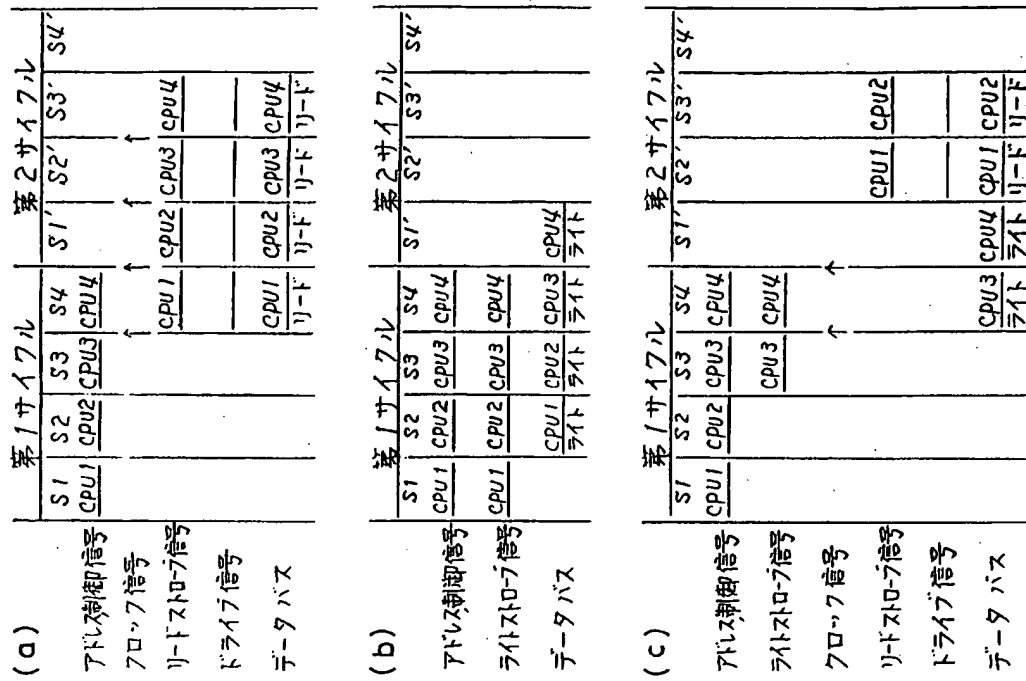 (a)
第1サイクル 第2サイクル
S1 S2 S3 S4 S1' S2' S3' S4'
アドレス制御信号 CPU1 CPU2 CPU3 CPU4
クロック信号
リードストローブ信号 CPU1 CPU2 CPU3 CPU4
ドライブ信号
データバス CPU1 CPU2 CPU3 CPU4
リード リード リード リード
(b)
第1サイクル 第2サイクル
S1 S2 S3 S4 S1' S2' S3' S4'
アドレス制御信号 CPU1 CPU2 CPU3 CPU4
ライトストローブ信号 CPU1 CPU2 CPU3 CPU4
データバス CPU1 CPU2 CPU3 CPU4
ライト ライト ライト ライト
(c)
第1サイクル 第2サイクル
S1 S2 S3 S4 S1' S2' S3' S4'
アドレス制御信号 CPU1 CPU2 CPU3 CPU4
ライトストローブ信号 CPU3 CPU4
クロック信号
リードストローブ信号 CPU1 CPU2
ドライブ信号
データバス CPU3 CPU4 CPU1 CPU2
ライト ライト リード リード